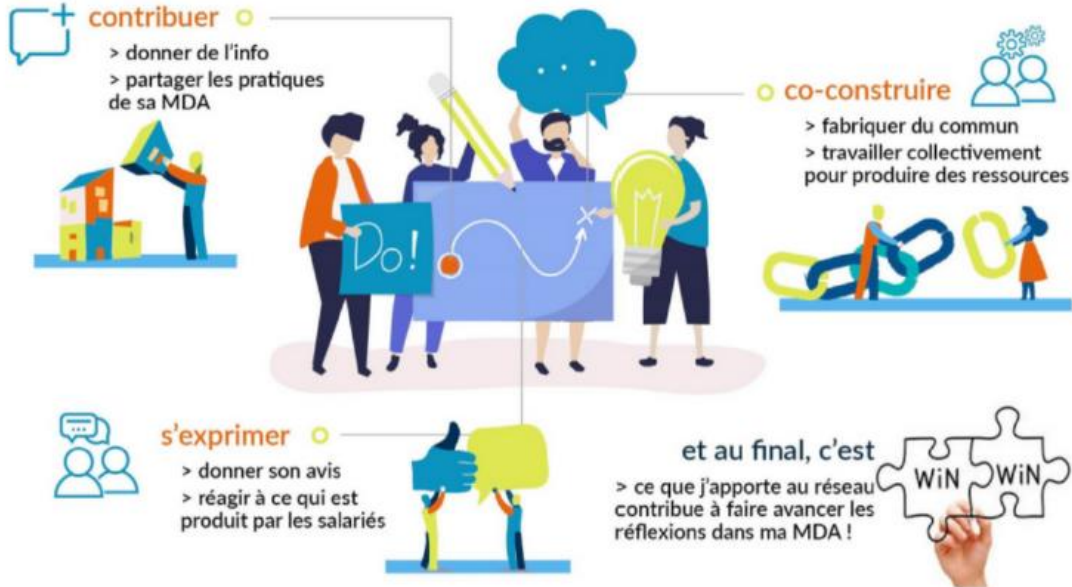 contribuer
> donner de l'info
> partager les pratiques
de sa MDA
co-construire
> fabriquer du commun
> travailler collectivement
pour produire des ressources
Do!
s'exprimer
> donner son avis
> réagir à ce qui est
produit par les salariés
et au final, c'est
> ce que j'apporte au réseau
contribue à faire avancer les
réflexions dans ma MDA !
WiN WiN